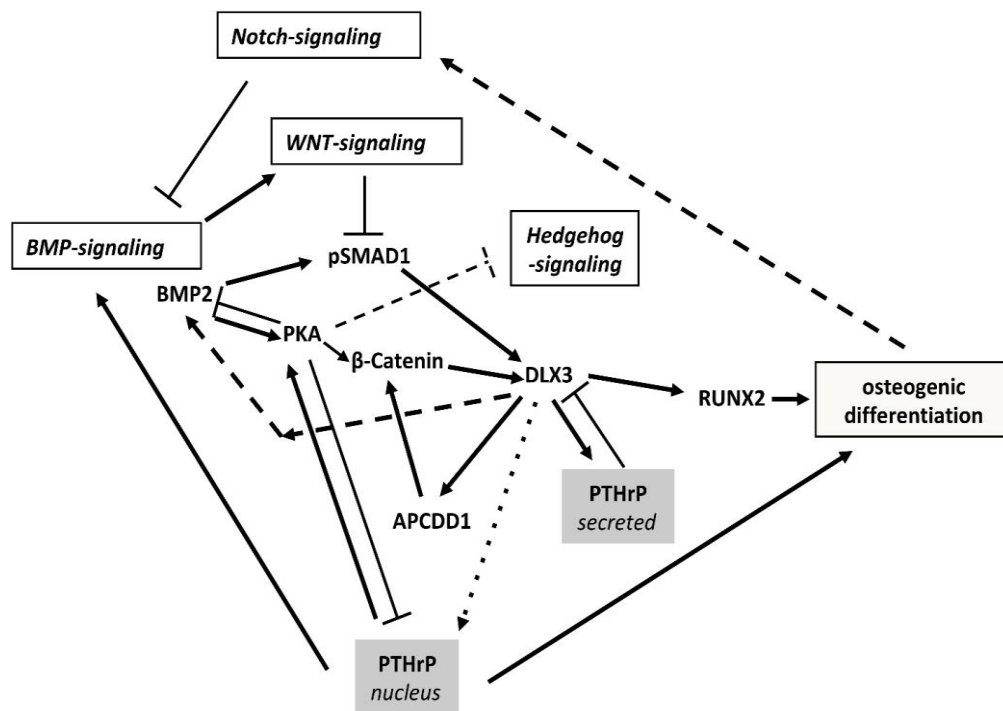 Notch-signaling
WNT-signaling
BMP-signaling
Hedgehog
-signaling
pSMAD1
BMP2
PKA
β-Catenin
DLX3
RUNX2
osteogenic
differentiation
APCDD1
PTHrP
secreted
PTHrP
nucleus